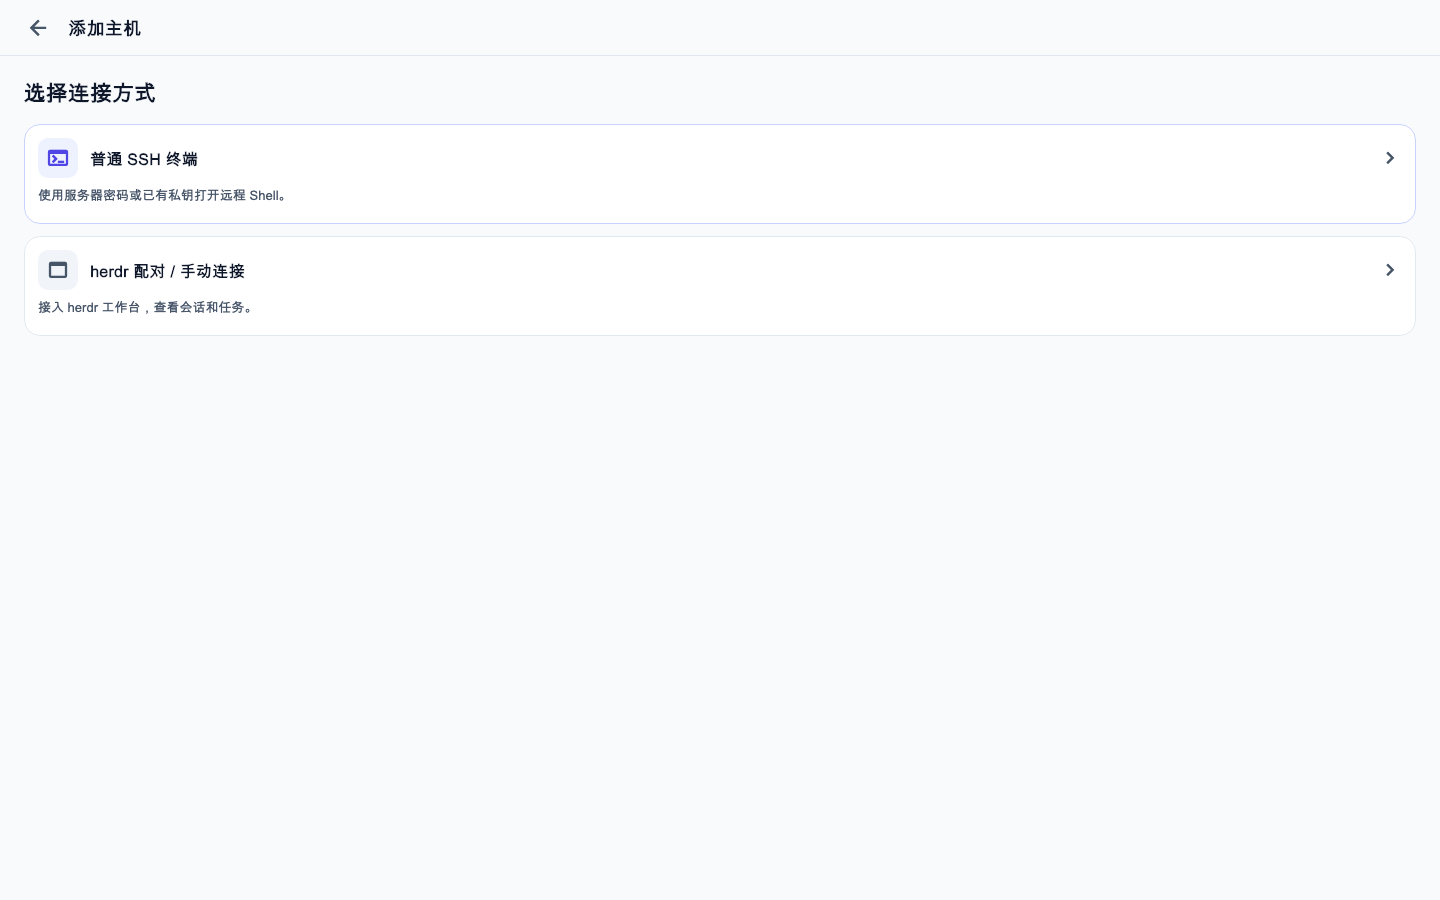 添加主机
选择连接方式
普通 SSH 终端
使用服务器密码或已有私钥打开远程 Shell。
herdr 配对 / 手动连接
接入 herdr 工作台，查看会话和任务。